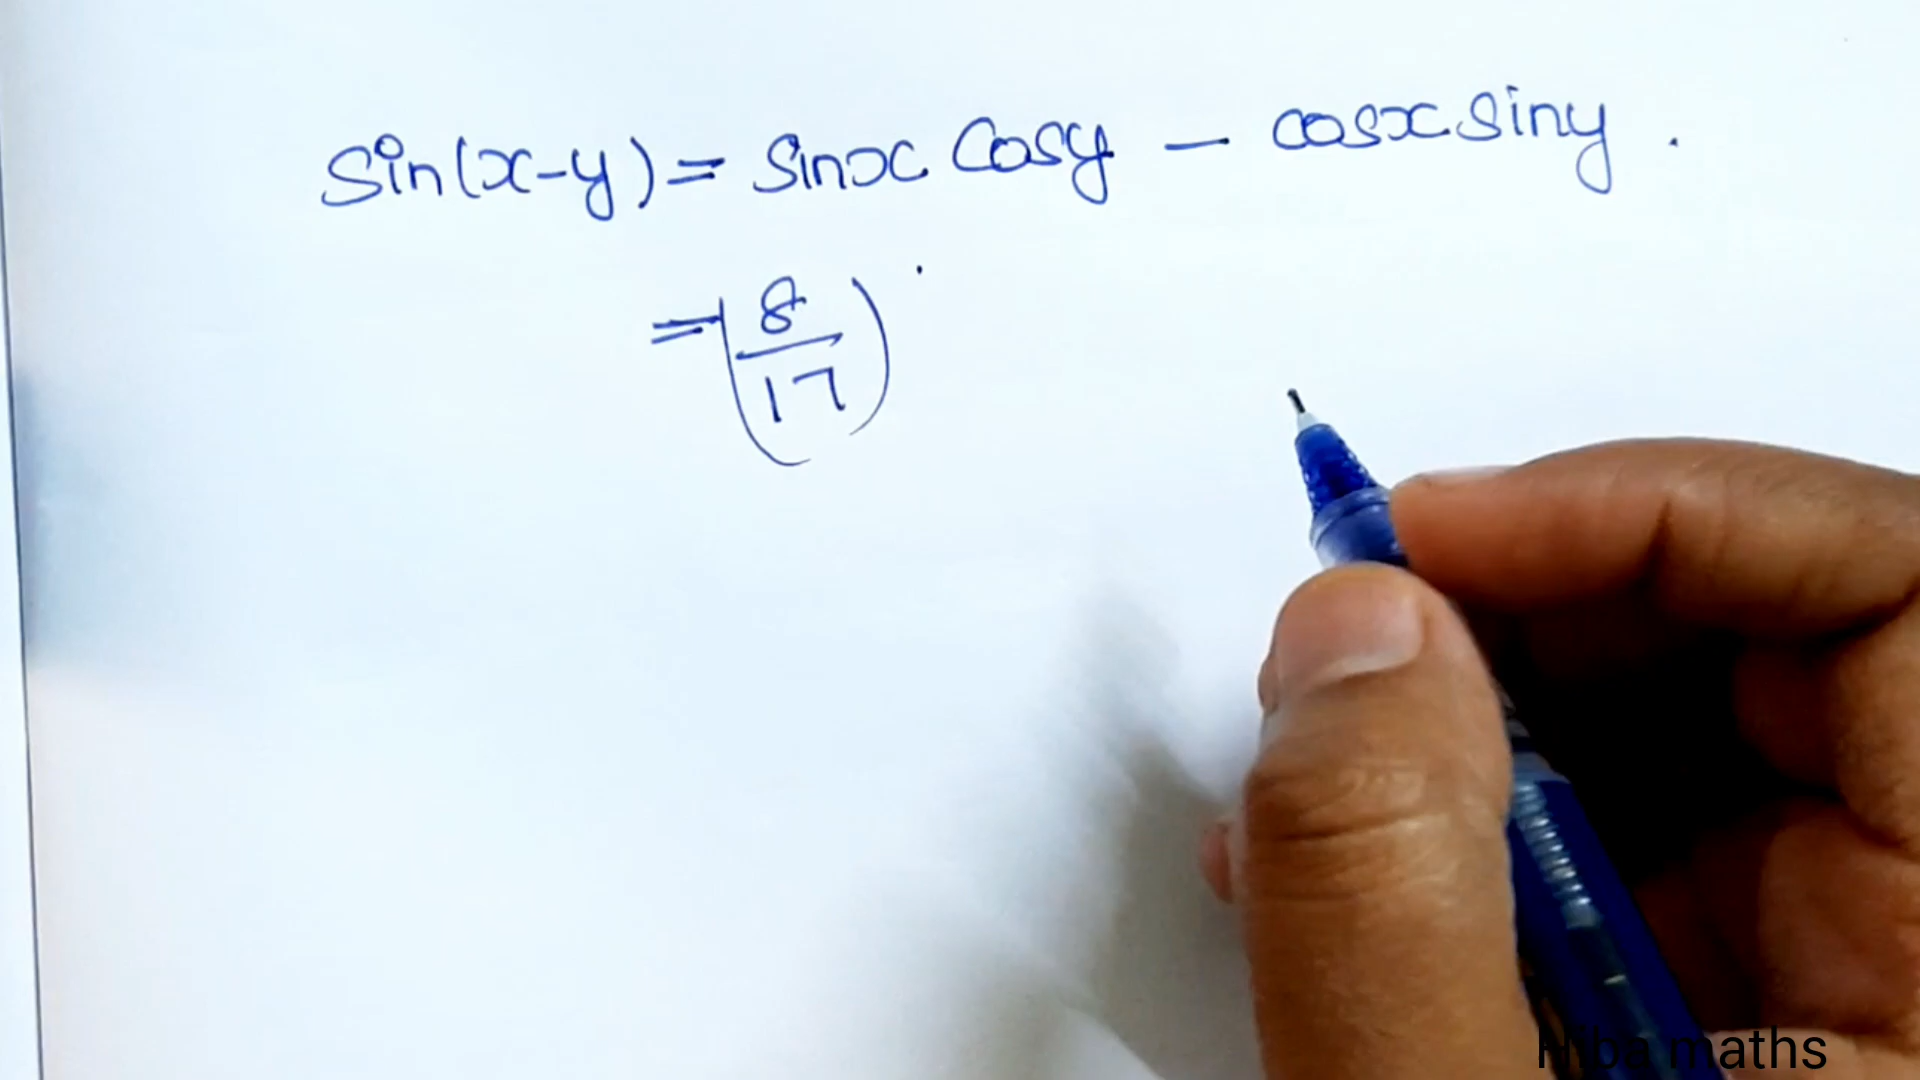 Sin(x-y) = Sinx Cosy - cosx siny .
= (8/17)
Hiba maths